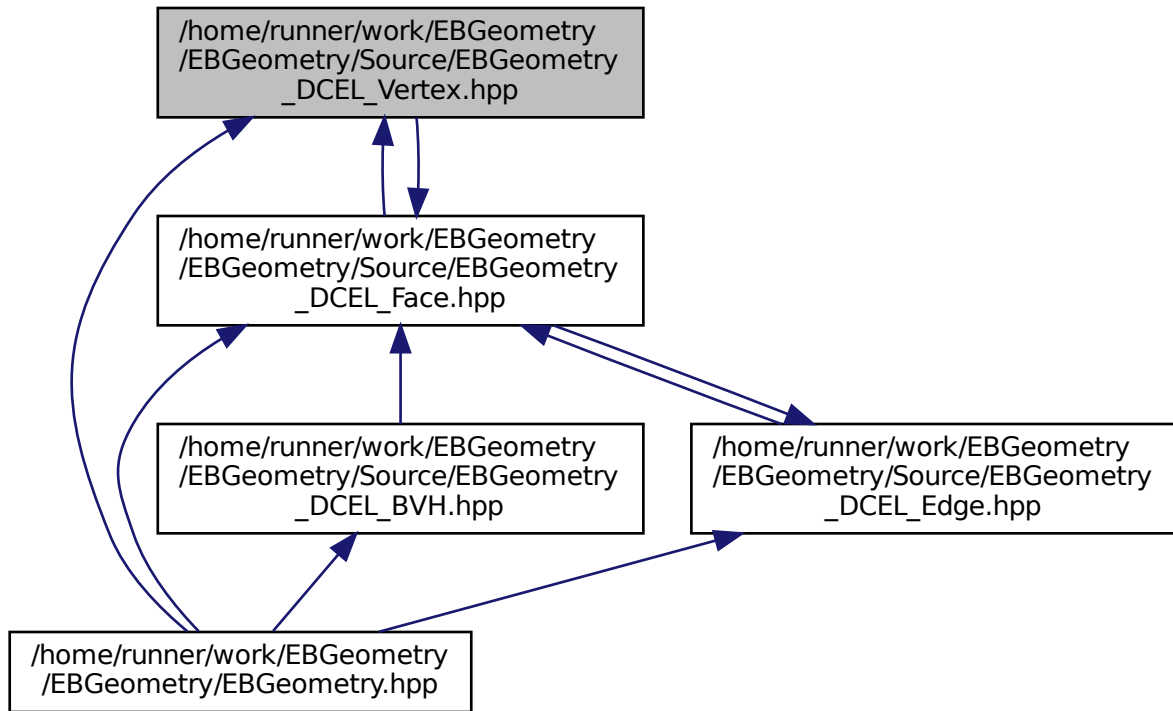 /home/runner/work/EBGeometry
/EBGeometry/Source/EBGeometry
_DCEL_Vertex.hpp
/home/runner/work/EBGeometry
/EBGeometry/Source/EBGeometry
_DCEL_Face.hpp
/home/runner/work/EBGeometry
/EBGeometry/Source/EBGeometry
_DCEL_BVH.hpp
/home/runner/work/EBGeometry
/EBGeometry/Source/EBGeometry
_DCEL_Edge.hpp
/home/runner/work/EBGeometry
/EBGeometry/EBGeometry.hpp